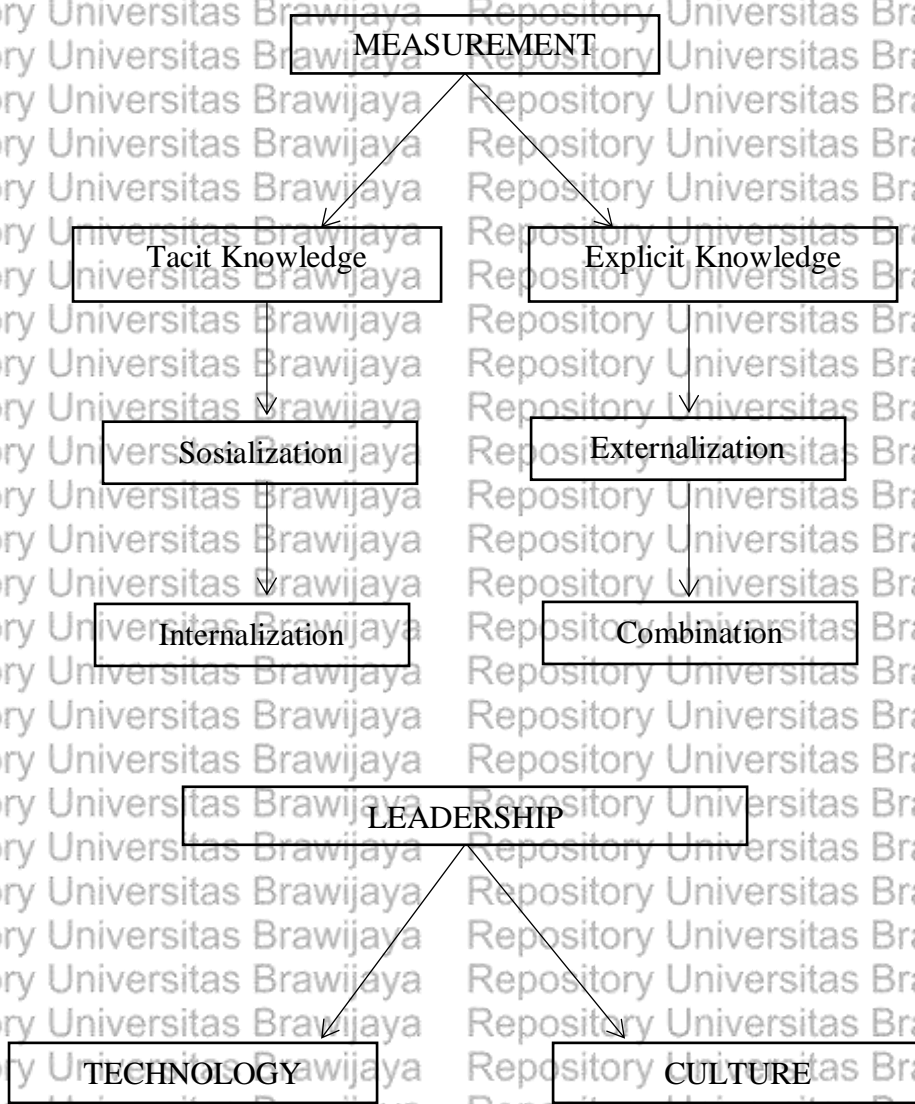 MEASUREMENT
Tacit Knowledge
Explicit Knowledge
Sosialization
Externalization
Internalization
Combination
LEADERSHIP
TECHNOLOGY
CULTURE